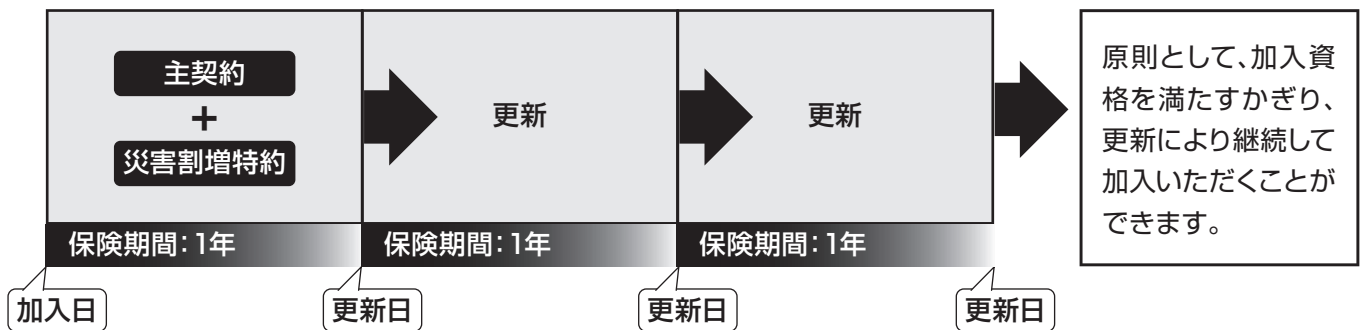 主契約
+
災害割増特約
更新
更新
原則として、加入資
格を満たすかぎり、
更新により継続して
加入いただくことが
できます。
保険期間：1年
保険期間：1年
保険期間：1年
加入日
更新日
更新日
更新日